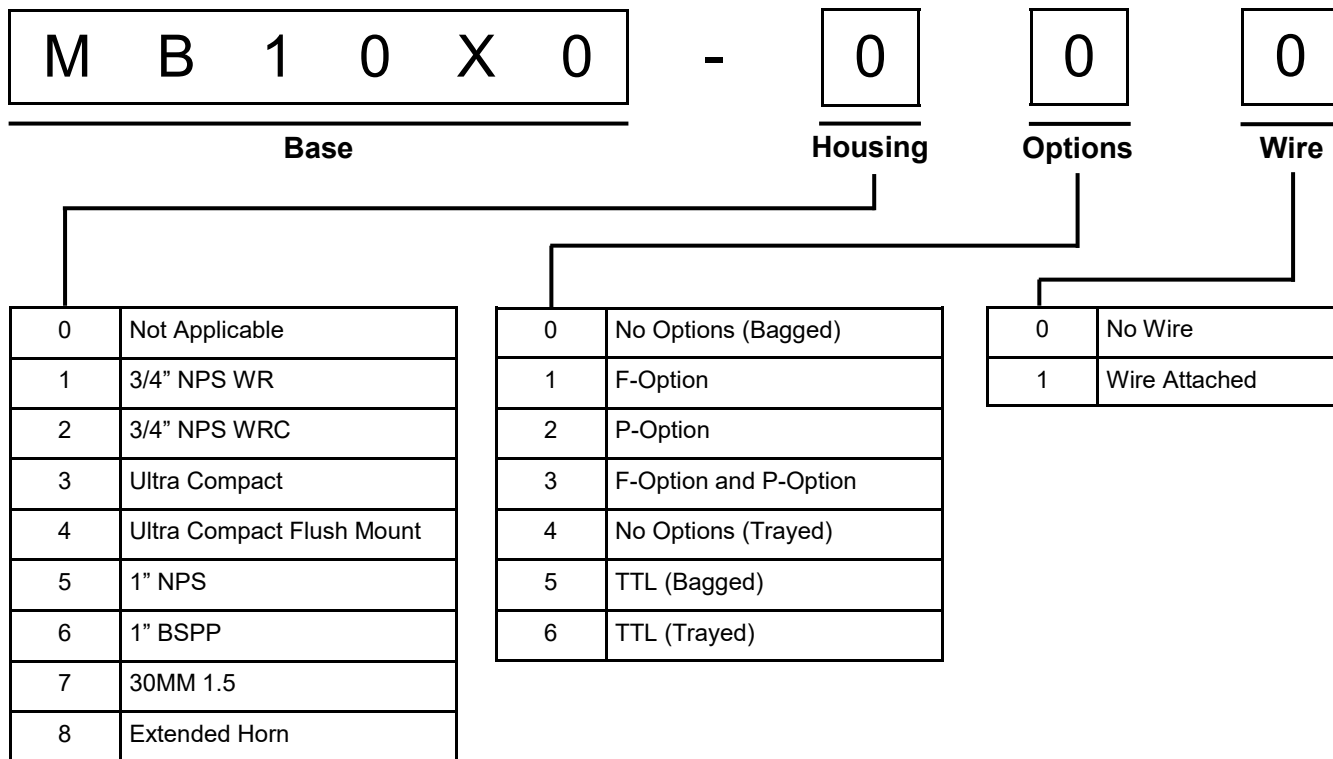 M B 1 0 X 0 - 0 0 0
Base Housing Options Wire
0 Not Applicable
1 3/4” NPS WR
2 3/4” NPS WRC
3 Ultra Compact
4 Ultra Compact Flush Mount
5 1” NPS
6 1” BSPP
7 30MM 1.5
8 Extended Horn
0 No Options (Bagged)
1 F-Option
2 P-Option
3 F-Option and P-Option
4 No Options (Trayed)
5 TTL (Bagged)
6 TTL (Trayed)
0 No Wire
1 Wire Attached